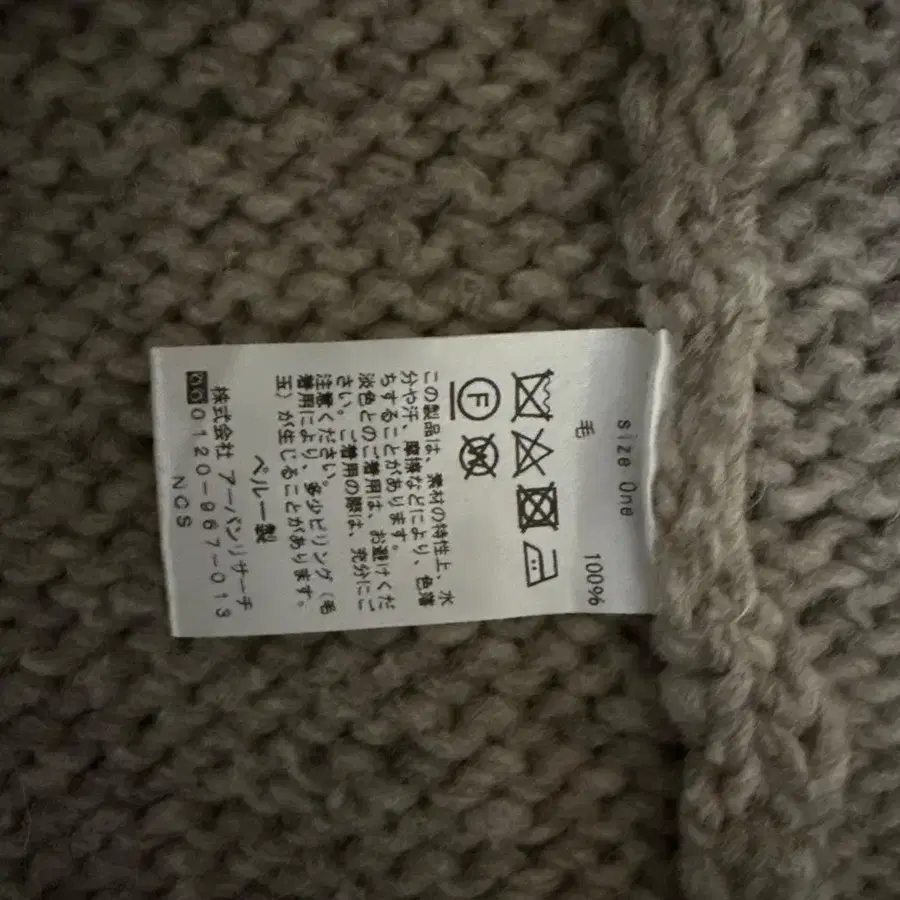 size One
毛 100%
F
W
この製品は、素材の特性上、水
分や汗、摩擦などにより、色落
ちすることがあります。
淡色とのご着用は、お避けくだ
さい。ご着用の際は、充分にご
注意ください。
着用により、多少ピリング（毛
玉）が生じることがあります。
ペルー製
株式会社 アーバンリサーチ
0120-967-013
NCS